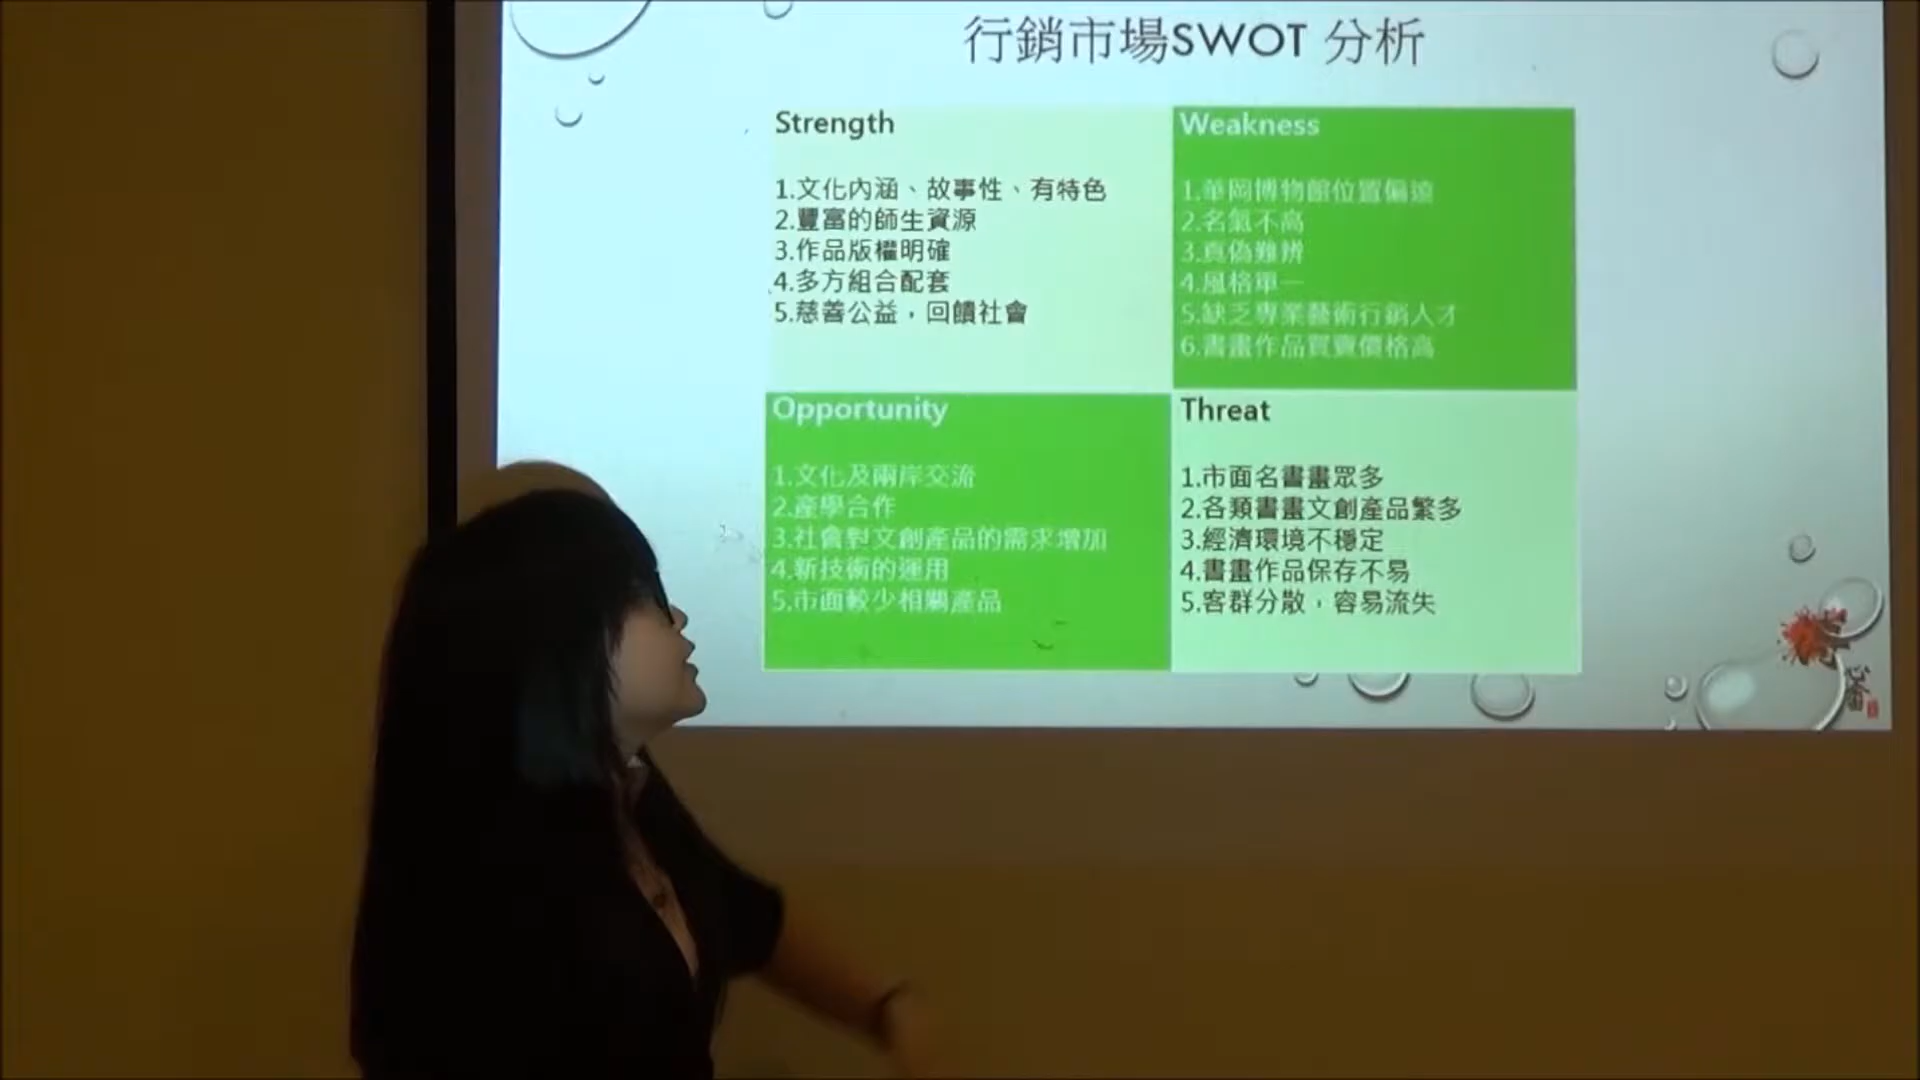 行銷市場SWOT 分析
Strength
1.文化內涵、故事性、有特色
2.豐富的師生資源
3.作品版權明確
4.多方組合配套
5.慈善公益，回饋社會
Weakness
1.華岡博物館位置偏遠
2.名氣不高
3.真偽難辨
4.風格單一
5.缺乏專業藝術行銷人才
6.書畫作品買賣價格高
Opportunity
1.文化及兩岸交流
2.產學合作
3.社會對文創產品的需求增加
4.新技術的運用
5.市面較少相關產品
Threat
1.市面名書畫眾多
2.各類書畫文創產品繁多
3.經濟環境不穩定
4.書畫作品保存不易
5.客群分散，容易流失